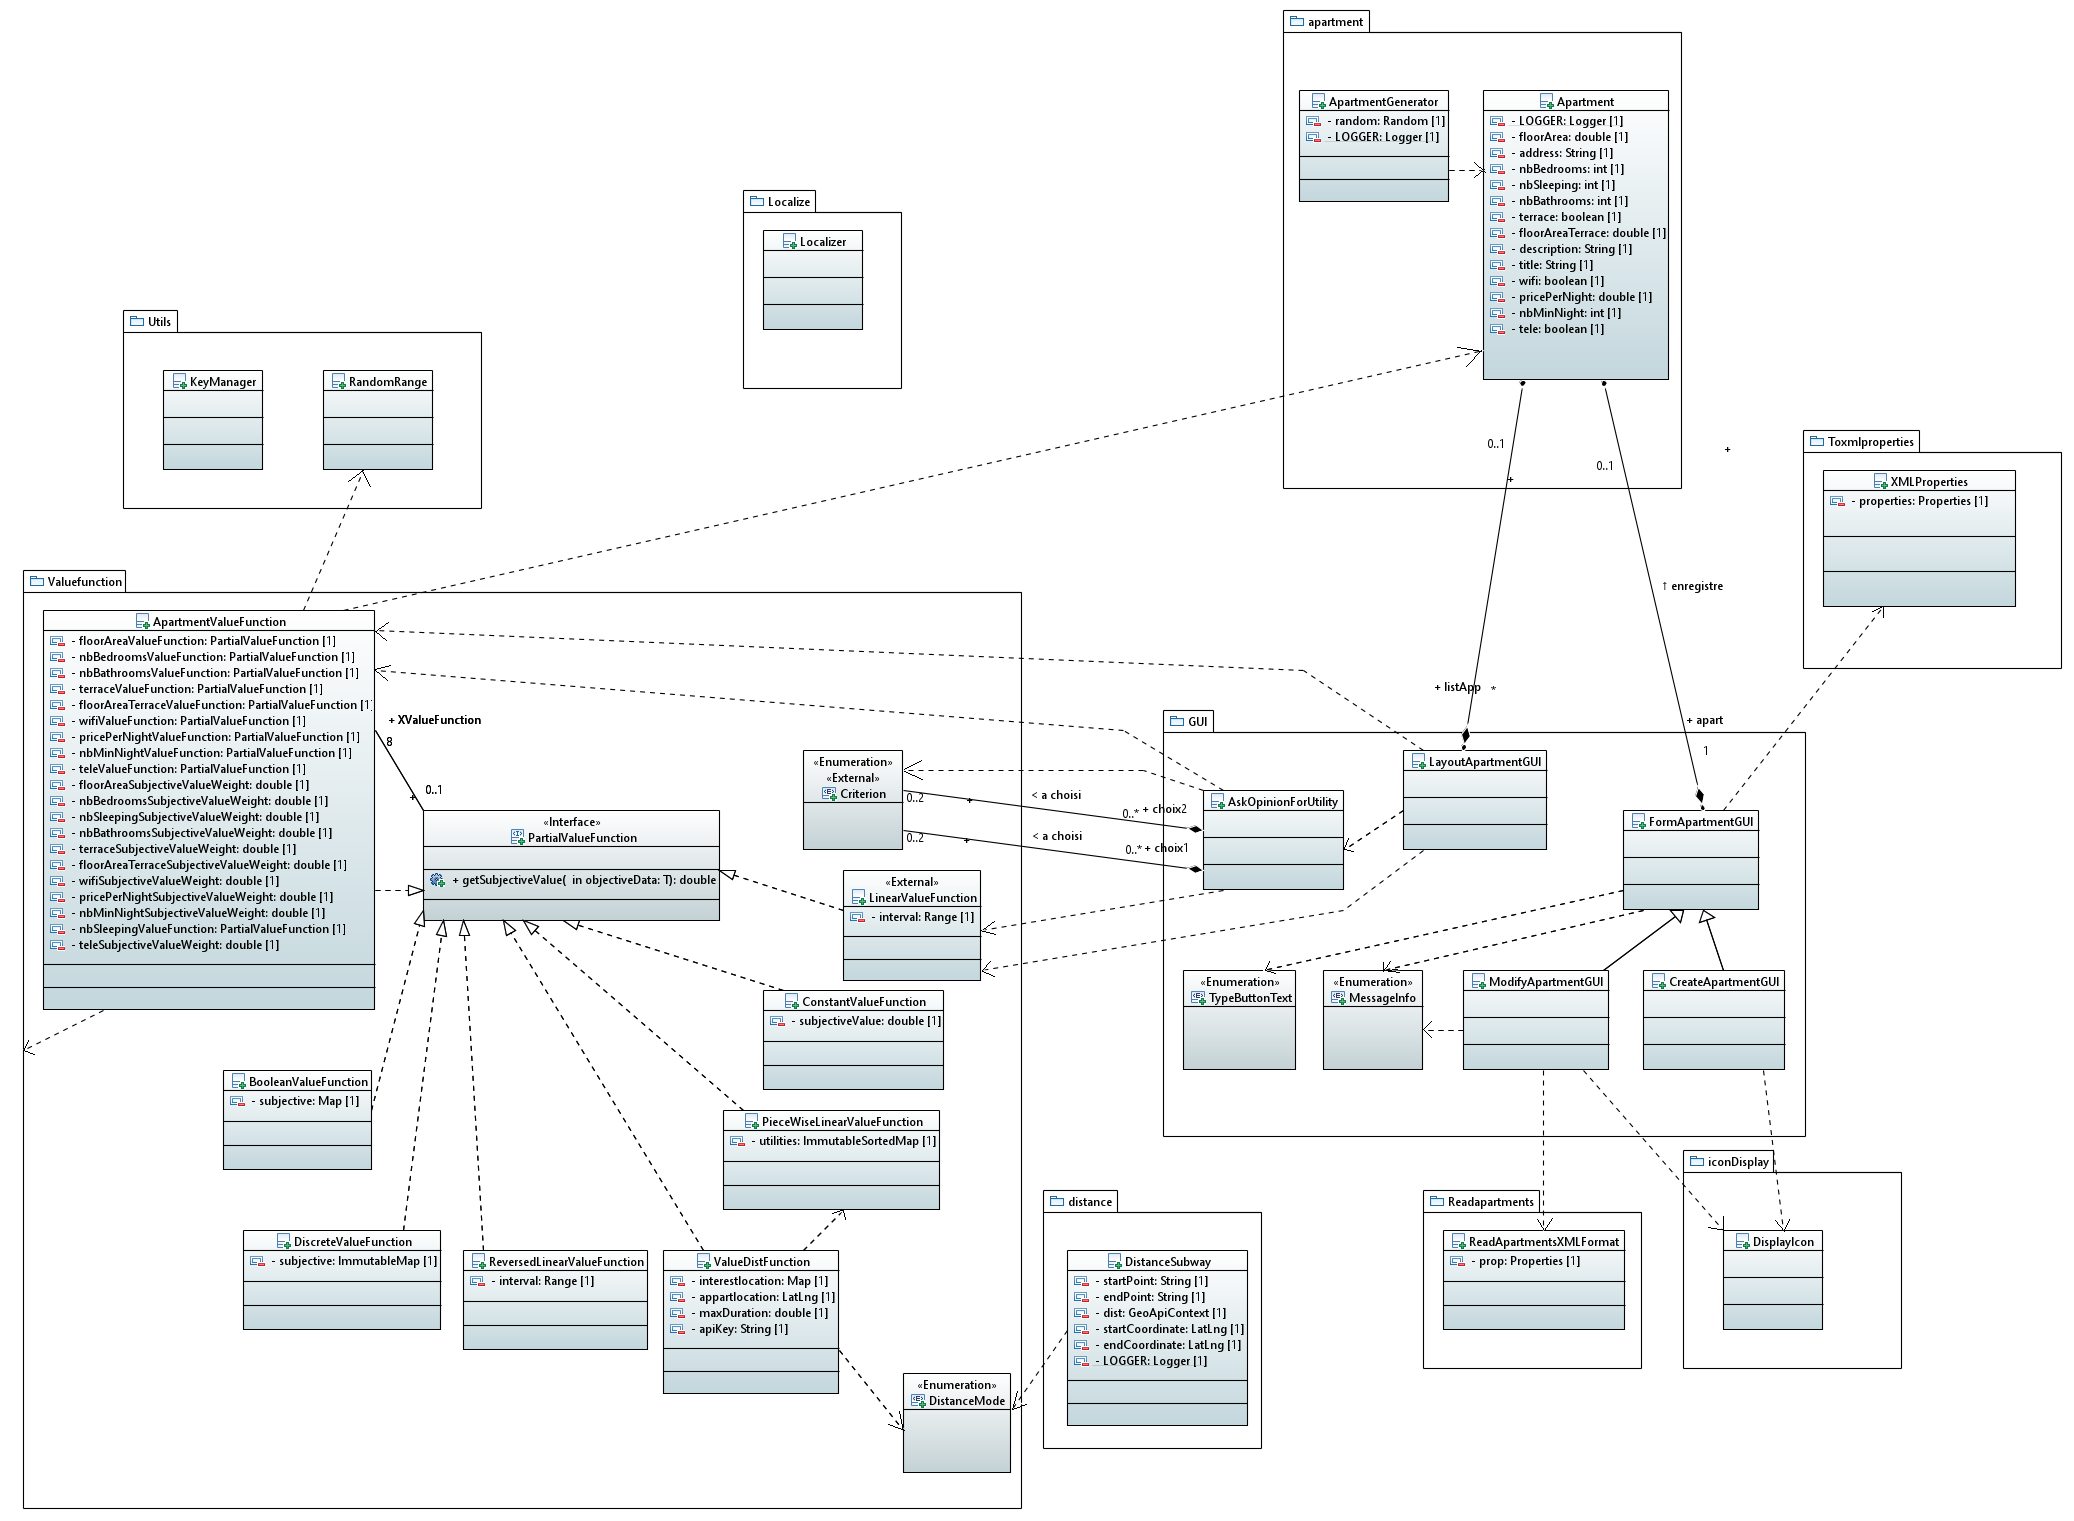 apartment
ApartmentGenerator
- random: Random [1]
- LOGGER: Logger [1]
Apartment
- LOGGER: Logger [1]
- floorArea: double [1]
- address: String [1]
- nbBedrooms: int [1]
- nbSleeping: int [1]
- nbBathrooms: int [1]
- terrace: boolean [1]
- floorAreaTerrace: double [1]
- description: String [1]
- title: String [1]
- wifi: boolean [1]
- pricePerNight: double [1]
- nbMinNight: int [1]
- tele: boolean [1]
Localize
Localizer
Utils
KeyManager
RandomRange
0..1
+
0..1
+
Toxmlproperties
XMLProperties
- properties: Properties [1]
↑ enregistre
+ listApp *
+ apart
1
Valuefunction
ApartmentValueFunction
- floorAreaValueFunction: PartialValueFunction [1]
- nbBedroomsValueFunction: PartialValueFunction [1]
- nbBathroomsValueFunction: PartialValueFunction [1]
- terraceValueFunction: PartialValueFunction [1]
- floorAreaTerraceValueFunction: PartialValueFunction [1]
- wifiValueFunction: PartialValueFunction [1]
- pricePerNightValueFunction: PartialValueFunction [1]
- nbMinNightValueFunction: PartialValueFunction [1]
- teleValueFunction: PartialValueFunction [1]
- floorAreaSubjectiveValueWeight: double [1]
- nbBedroomsSubjectiveValueWeight: double [1]
- nbSleepingSubjectiveValueWeight: double [1]
- nbBathroomsSubjectiveValueWeight: double [1]
- terraceSubjectiveValueWeight: double [1]
- floorAreaTerraceSubjectiveValueWeight: double [1]
- wifiSubjectiveValueWeight: double [1]
- pricePerNightSubjectiveValueWeight: double [1]
- nbMinNightSubjectiveValueWeight: double [1]
- nbSleepingValueFunction: PartialValueFunction [1]
- teleSubjectiveValueWeight: double [1]
+ XValueFunction
8
0..1
+
«Interface»
PartialValueFunction
+ getSubjectiveValue( in objectiveData: T): double
«Enumeration»
«External»
Criterion
0..2
+
< a choisi
0..* + choix2
0..2
+
< a choisi
0..* + choix1
«External»
LinearValueFunction
- interval: Range [1]
ConstantValueFunction
- subjectiveValue: double [1]
BooleanValueFunction
- subjective: Map [1]
PieceWiseLinearValueFunction
- utilities: ImmutableSortedMap [1]
DiscreteValueFunction
- subjective: ImmutableMap [1]
ReversedLinearValueFunction
- interval: Range [1]
ValueDistFunction
- interestlocation: Map [1]
- appartlocation: LatLng [1]
- maxDuration: double [1]
- apiKey: String [1]
«Enumeration»
DistanceMode
GUI
LayoutApartmentGUI
AskOpinionForUtility
FormApartmentGUI
«Enumeration»
TypeButtonText
«Enumeration»
MessageInfo
ModifyApartmentGUI
CreateApartmentGUI
distance
DistanceSubway
- startPoint: String [1]
- endPoint: String [1]
- dist: GeoApiContext [1]
- startCoordinate: LatLng [1]
- endCoordinate: LatLng [1]
- LOGGER: Logger [1]
Readapartments
ReadApartmentsXMLFormat
- prop: Properties [1]
iconDisplay
DisplayIcon